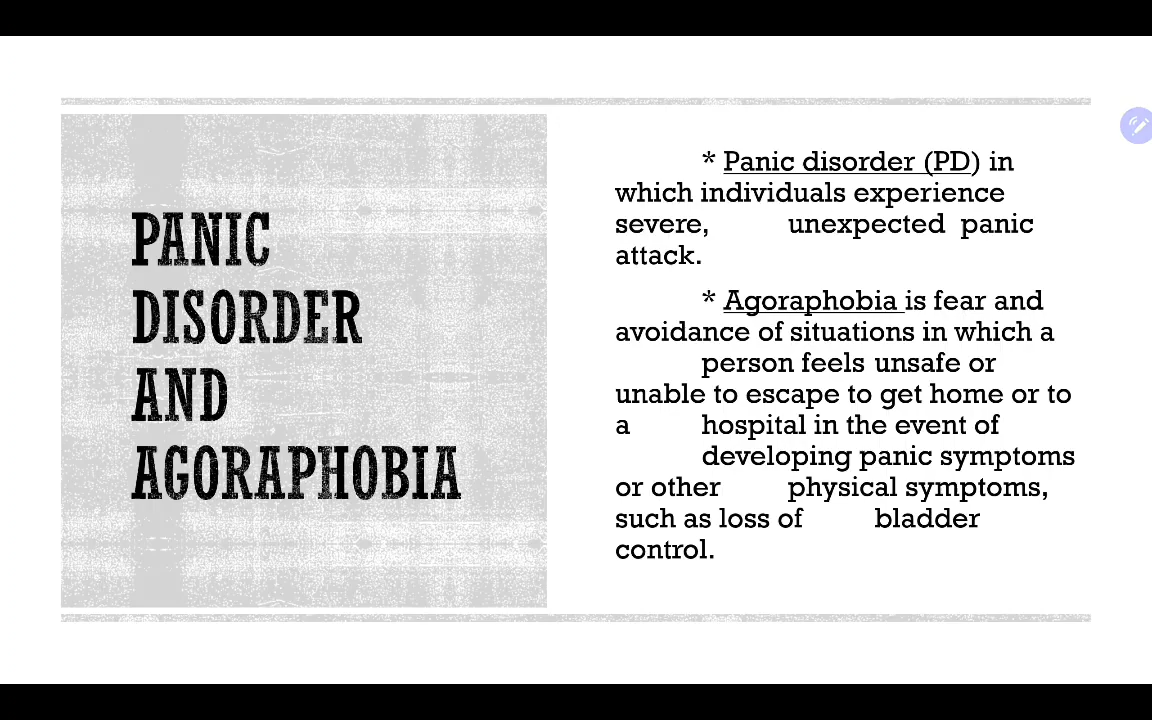 PANIC
DISORDER
AND
AGORAPHOBIA
* Panic disorder (PD) in
which individuals experience
severe, unexpected panic
attack.
* Agoraphobia is fear and
avoidance of situations in which a
person feels unsafe or
unable to escape to get home or to
a hospital in the event of
developing panic symptoms
or other physical symptoms,
such as loss of bladder
control.